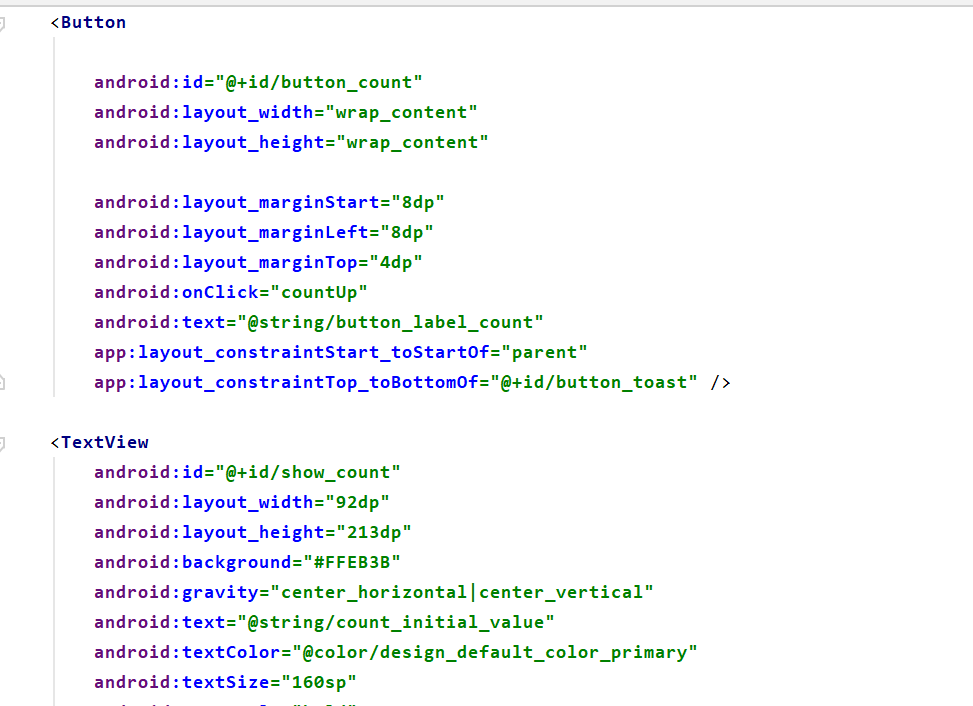 <Button
android:id="@+id/button_count"
android:layout_width="wrap_content"
android:layout_height="wrap_content"
android:layout_marginStart="8dp"
android:layout_marginLeft="8dp"
android:layout_marginTop="4dp"
android:onClick="countUp"
android:text="@string/button_label_count"
app:layout_constraintStart_toStartOf="parent"
app:layout_constraintTop_toBottomOf="@+id/button_toast" />
<TextView
android:id="@+id/show_count"
android:layout_width="92dp"
android:layout_height="213dp"
android:background="#FFEB3B"
android:gravity="center_horizontal|center_vertical"
android:text="@string/count_initial_value"
android:textColor="@color/design_default_color_primary"
android:textSize="160sp"